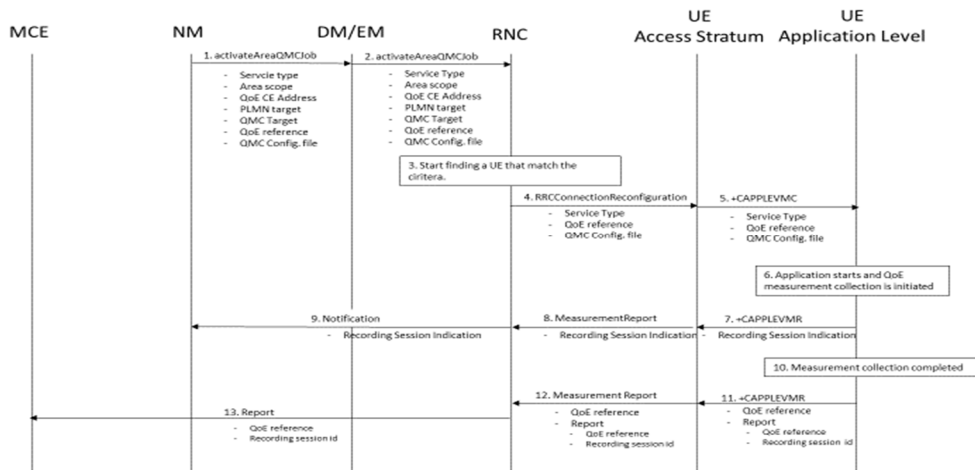 MCE
NM
DM/EM
RNC
UE
Access Stratum
UE
Application Level
1. activateAreaQMCJob
- Servcie type
- Area scope
- QoE CE Address
- PLMN target
- QMC Target
- QoE reference
- QMC Config. file
2. activateAreaQMCJob
- Service Type
- Area scope
- QoE CE Address
- PLMN target
- QMC Target
- QoE reference
- QMC Config. file
3. Start finding a UE that match the
ciritera.
4. RRCConnectionReconfiguration
- Service Type
- QoE reference
- QMC Config. file
5. +CAPPLEVMC
- Service Type
- QoE reference
- QMC Config. file
6. Application starts and QoE
measurement collection is initiated
7. +CAPPLEVMR
- Recording Session Indication
8. MeasurementReport
- Recording Session Indication
9. Notification
- Recording Session Indication
10. Measurement collection completed
11. +CAPPLEVMR
- QoE reference
- Report
- QoE reference
- Recording session id
12. Measurement Report
- QoE reference
- Report
- QoE reference
- Recording session id
13. Report
- QoE reference
- Recording session id